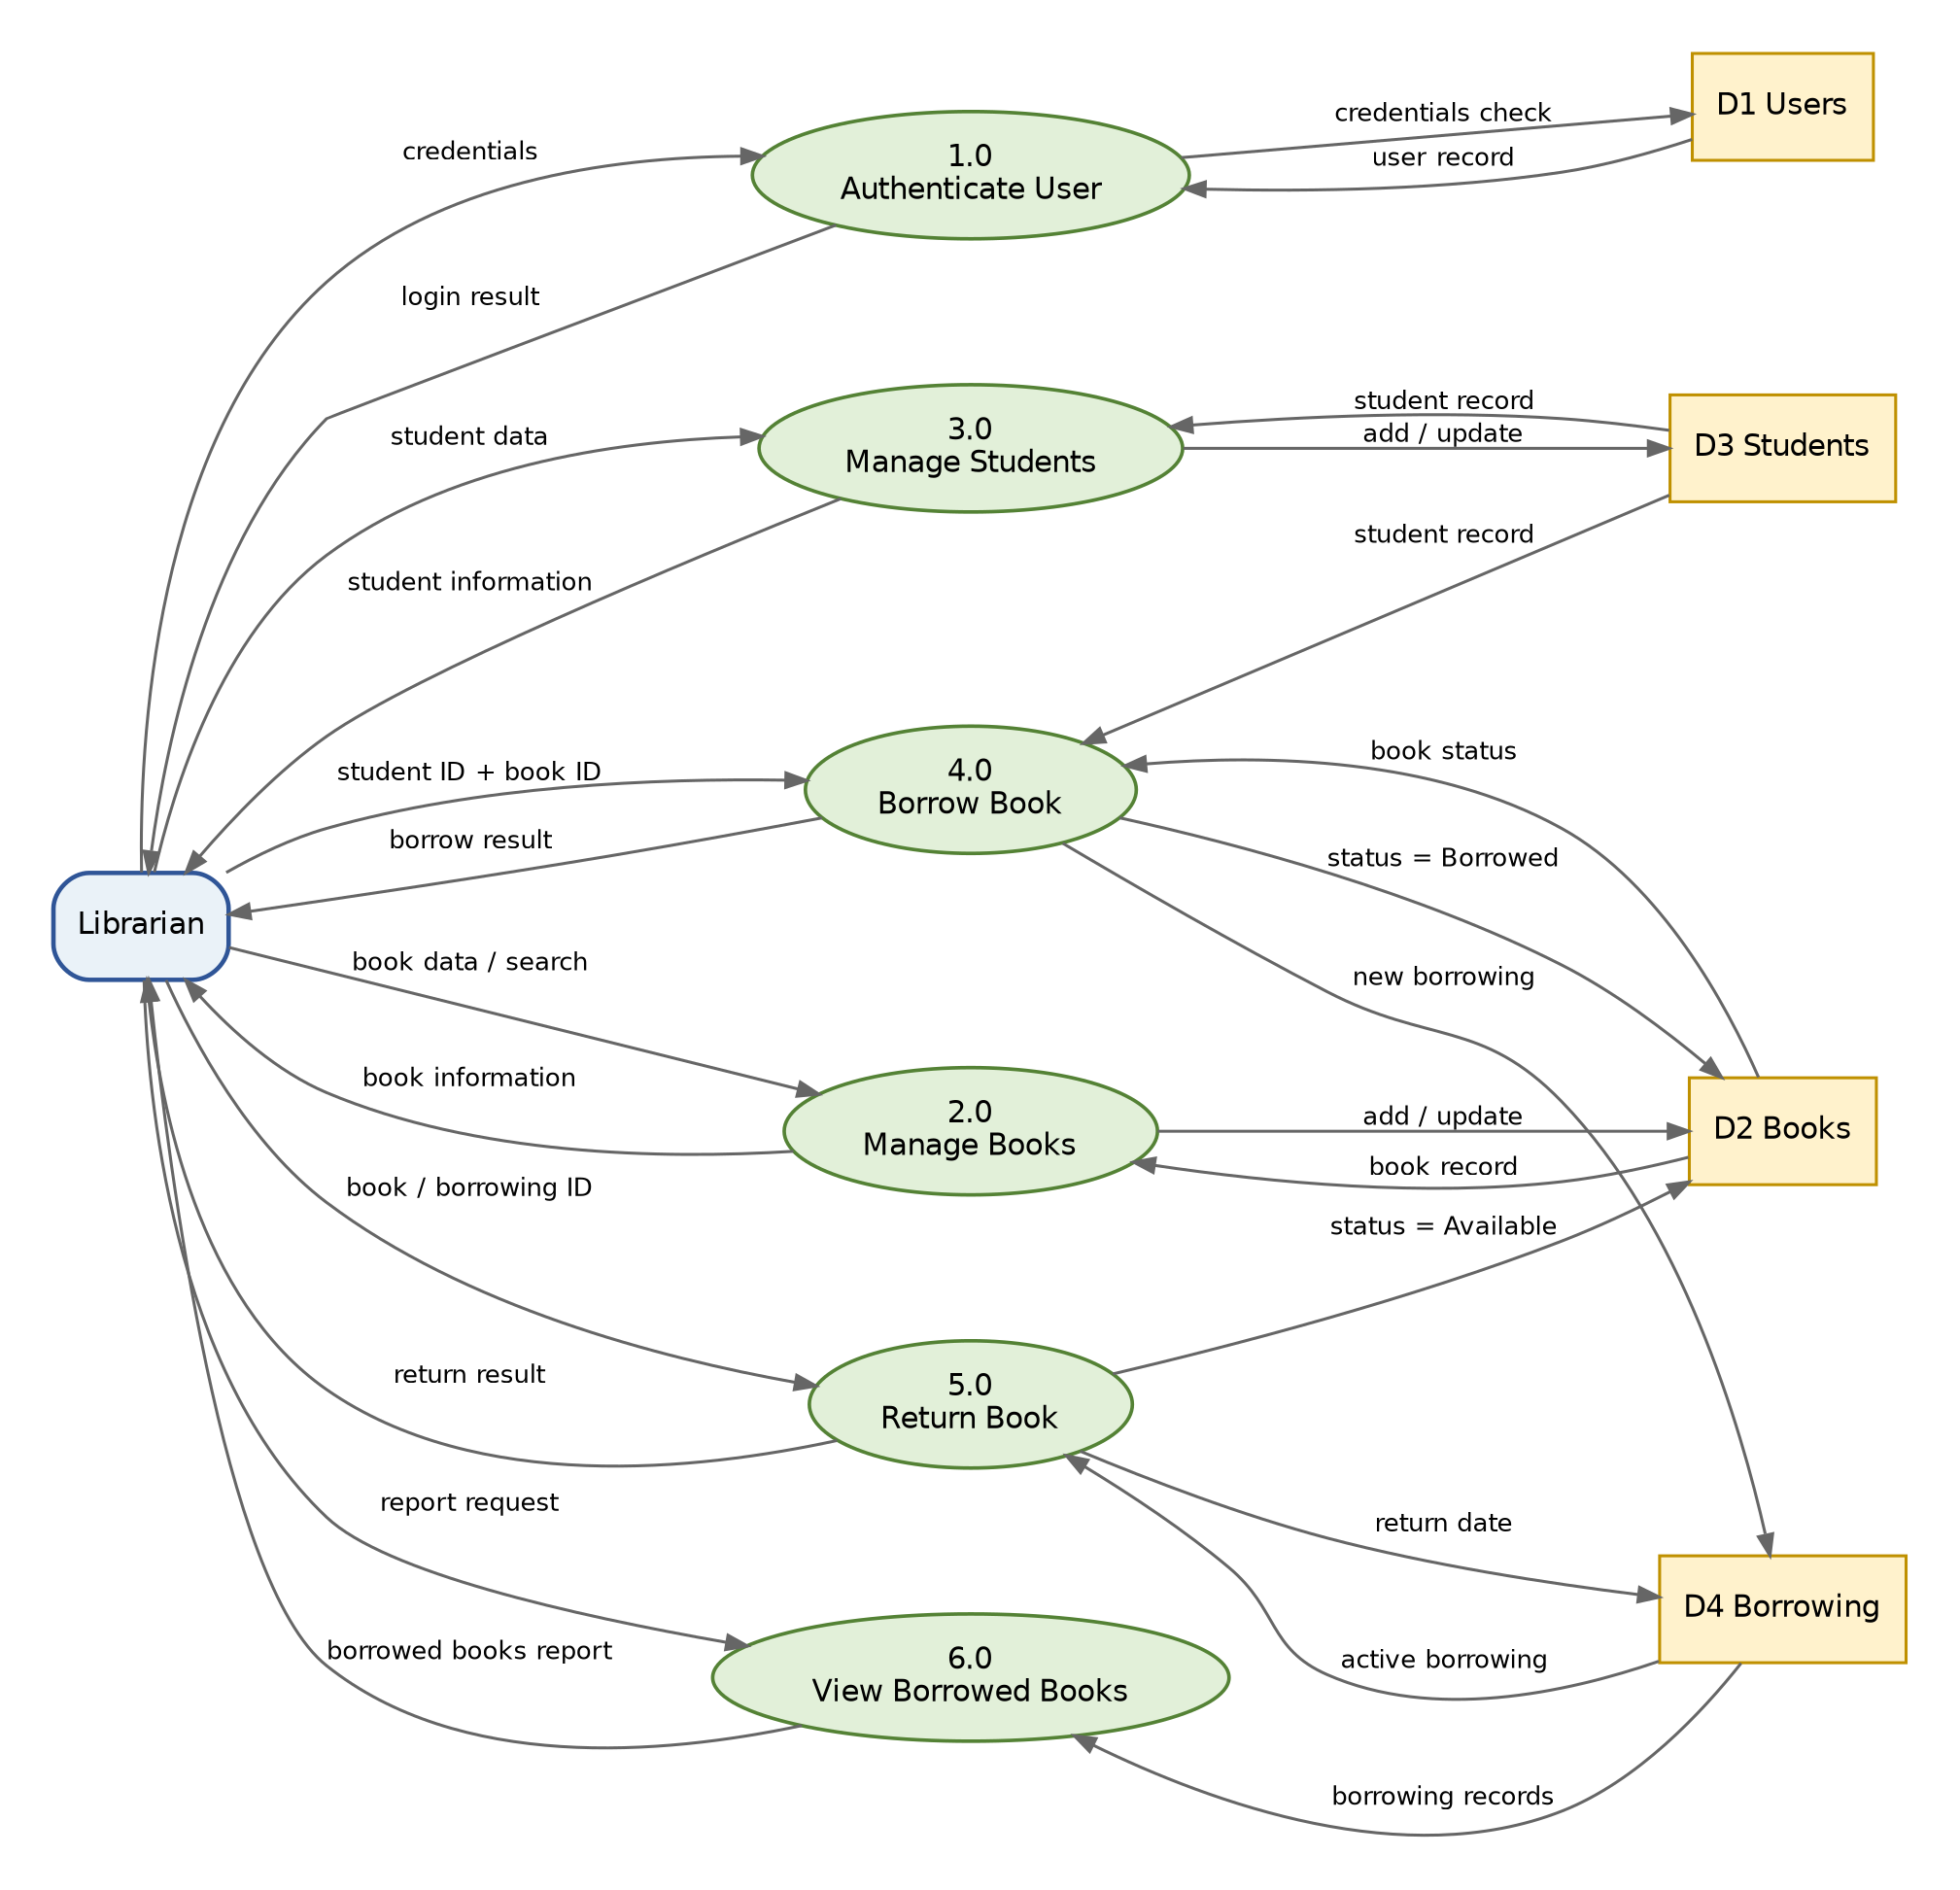 D1 Users
credentials check
credentials
1.0
user record
Authenticate User
login result
student record
D3 Students
3.0
add / update
student data
Manage Students
student record
student information
book status
4.0
student ID + book ID
Borrow Book
borrow result
status = Borrowed
Librarian
book data / search
new borrowing
book information
2.0
add / update
D2 Books
Manage Books
book record
book / borrowing ID
status = Available
return result
5.0
Return Book
report request
return date
D4 Borrowing
borrowed books report
6.0
active borrowing
View Borrowed Books
borrowing records